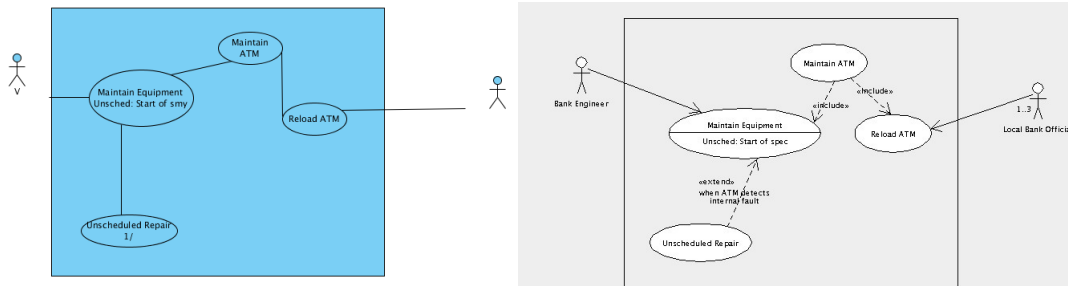 Maintain
ATM
Maintain Equipment
Unsched: Start of smy
V
Reload ATM
Unscheduled Repair
1/
Maintain ATM
Bank Engineer
«include»
«include»
1..3
Maintain Equipment
Reload ATM
Local Bank Officia
Unsched: Start of spec
«extend»
when ATM detects
internal fault
Unscheduled Repair